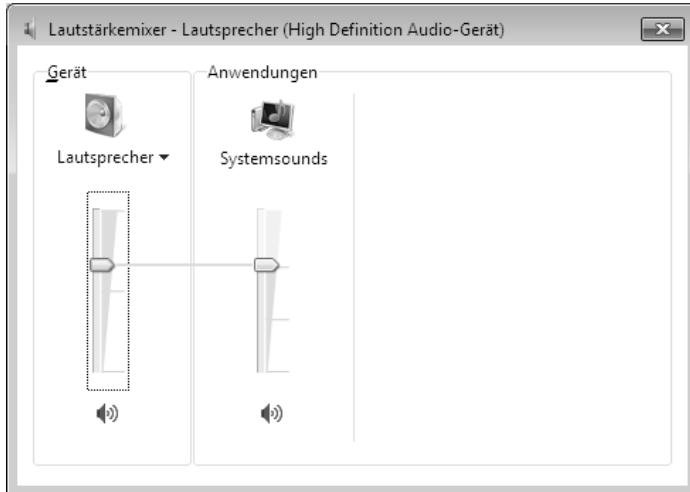 Lautstärkemixer - Lautsprecher (High Definition Audio-Gerät)
Gerät
Anwendungen
Lautsprecher
Systemsounds